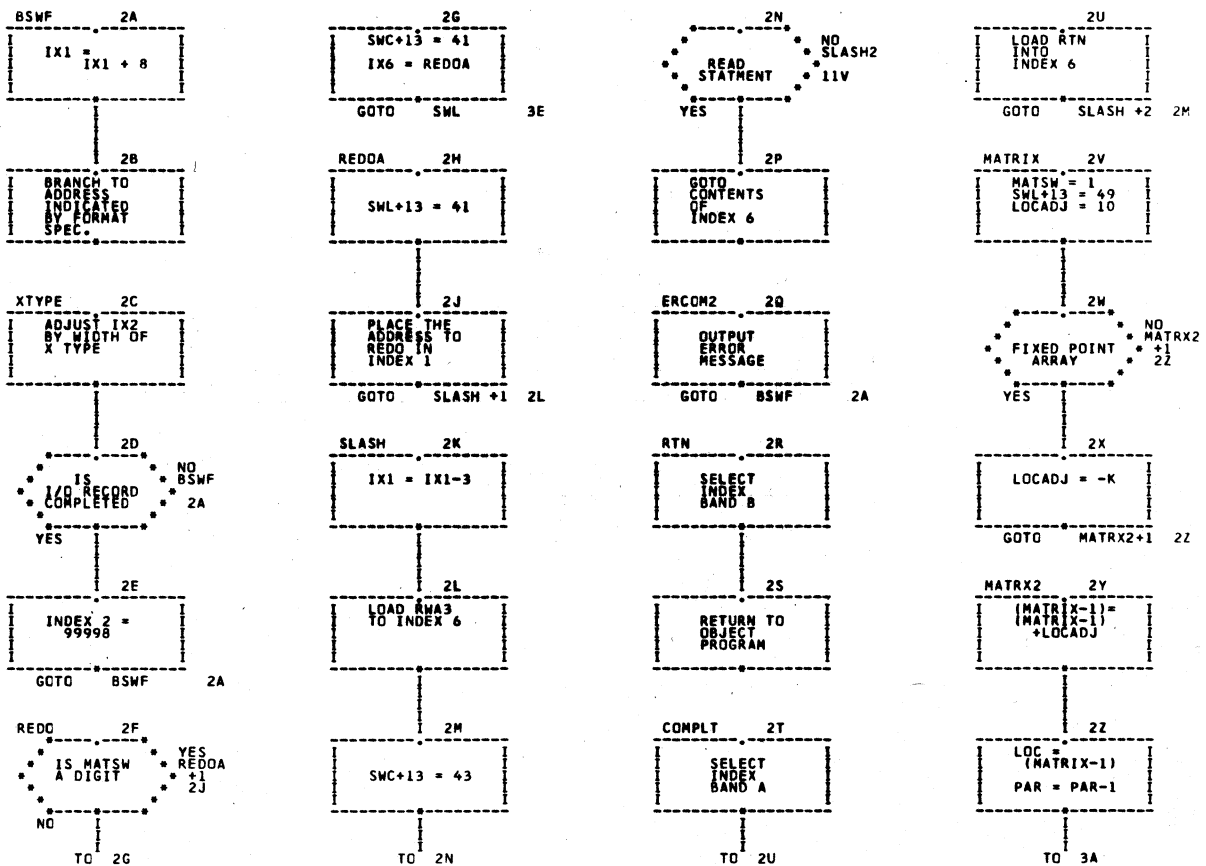 BSWF 2A
IX1 =
IX1 + 8
2B
BRANCH TO
ADDRESS
INDICATED
BY FORMAT
SPEC.
XTYPE 2C
ADJUST IX2
BY WIDTH OF
X TYPE
2D
IS
I/O RECORD
COMPLETED
NO
BSWF
2A
YES
2E
INDEX 2 =
99998
GOTO BSWF 2A
REDO 2F
IS MATSW
A DIGIT
YES
REDOA
+1
2J
NO
TO 2G
2G
SWC+13 = 41
IX6 = REDOA
GOTO SWL 3E
REDOA 2H
SWL+13 = 41
2J
PLACE THE
ADDRESS TO
REDO IN
INDEX 1
GOTO SLASH +1 2L
SLASH 2K
IX1 = IX1-3
2L
LOAD RWA3
TO INDEX 6
2M
SWC+13 = 43
TO 2N
2N
READ
STATMENT
NO
SLASH2
11V
YES
2P
GOTO
CONTENTS
OF
INDEX 6
ERCOM2 2Q
OUTPUT
ERROR
MESSAGE
GOTO BSWF 2A
RTN 2R
SELECT
INDEX
BAND B
2S
RETURN TO
OBJECT
PROGRAM
COMPLT 2T
SELECT
INDEX
BAND A
TO 2U
2U
LOAD RTN
INTO
INDEX 6
GOTO SLASH +2 2M
MATRIX 2V
MATSW = 1
SWL+13 = 49
LOCADJ = 10
2W
FIXED POINT
ARRAY
NO
MATRX2
+1
2Z
YES
2X
LOCADJ = -K
GOTO MATRX2+1 2Z
MATRX2 2Y
(MATRIX-1)=
(MATRIX-1)
+LOCADJ
2Z
LOC =
(MATRIX-1)
PAR = PAR-1
TO 3A